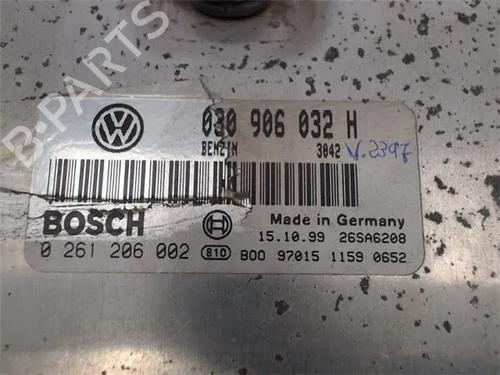 B-PARTS
030 906 032 H
BENZIN 3042 V.2397
BOSCH
Made in Germany
15.10.99 26SA6208
0 261 206 002 810 B00 97015 1159 0652